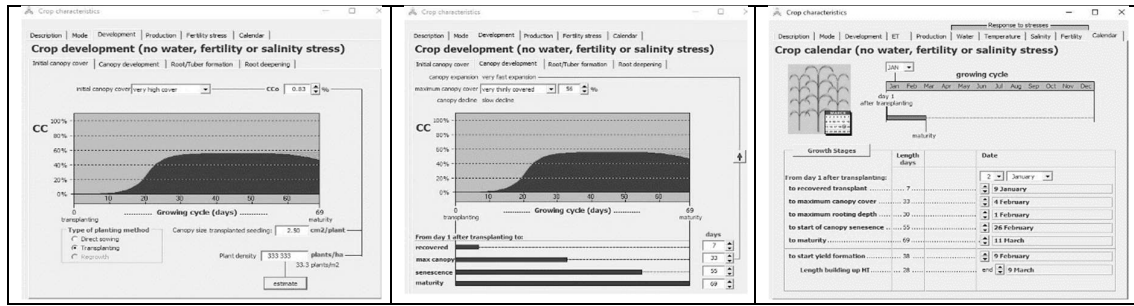 Crop characteristics
Description | Mode | Development | Production | Fertility stress | Calendar |
Crop development (no water, fertility or salinity stress)
Initial canopy cover | Canopy development | Root/Tuber formation | Root deepening |
initial canopy cover very high cover CCo 0.83 %
CC
100%
80%
60%
40%
20%
0 10 20 30 40 50 60 69
transplanting ........... Growing cycle (days) ........... maturity
Type of planting method
Direct sowing
Transplanting
Regrowth
Canopy size transplanted seeding: 2.50 cm2/plant
Plant density 333 333 plants/ha
33.3 plants/m2
estimate
Crop characteristics
Description | Mode | Development | Production | Fertility stress | Calendar |
Crop development (no water, fertility or salinity stress)
Initial canopy cover | Canopy development | Root/Tuber formation | Root deepening |
canopy expansion very fast expansion
maximum canopy cover very thinly covered 56 %
canopy decline slow decline
CC
100%
80%
60%
40%
20%
0 10 20 30 40 50 60 69
transplanting ........... Growing cycle (days) ........... maturity
From day 1 after transplanting to: days
recovered 7
max canopy 33
senescence 55
maturity 69
Crop characteristics
Response to stresses
Description | Mode | Development | ET | Production | Water | Temperature | Salinity | Fertility | Calendar |
Crop calendar (no water, fertility or salinity stress)
JAN
growing cycle
Jan Feb Mar Apr May Jun Jul Aug Sep Oct Nov Dec
day 1
after transplanting
maturity
Growth Stages Length days Date
From day 1 after transplanting: 2 January
to recovered transplant 7 9 January
to maximum canopy cover 33 4 February
to maximum rooting depth 30 1 February
to start of canopy senesence 55 26 February
to maturity 69 11 March
to start yield formation 38 9 February
Length building up HI 28 end 9 March